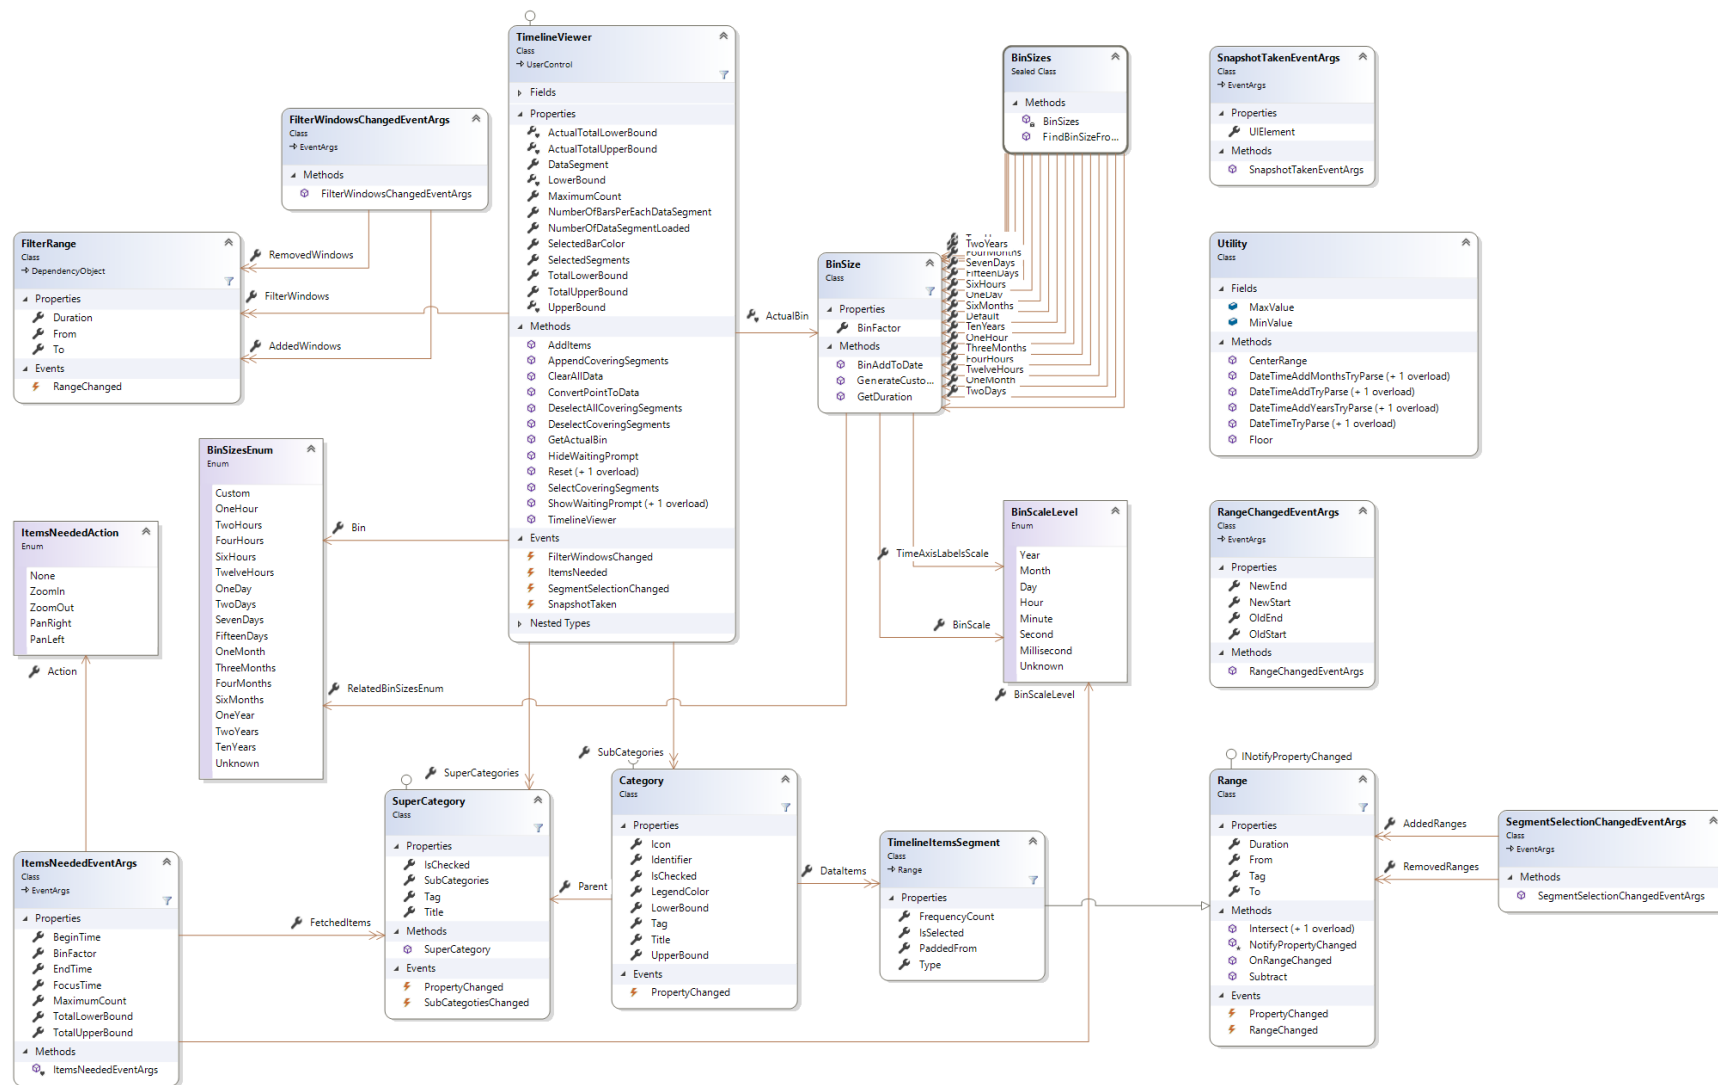 TimelineViewer
Class
UserControl
Fields
Properties
ActualTotalLowerBound
ActualTotalUpperBound
DataSegment
LowerBound
MaximumCount
NumberOfBarsPerEachDataSegment
NumberOfDataSegmentLoaded
SelectedBarColor
SelectedSegments
TotalLowerBound
TotalUpperBound
UpperBound
Methods
AddItems
AppendCoveringSegments
ClearAllData
ConvertPointToData
DeselectAllCoveringSegments
DeselectCoveringSegments
GetActualBin
HideWaitingPrompt
Reset (+ 1 overload)
SelectCoveringSegments
ShowWaitingPrompt (+ 1 overload)
TimelineViewer
Events
FilterWindowsChanged
ItemsNeeded
SegmentSelectionChanged
SnapshotTaken
Nested Types
FilterWindowsChangedEventArgs
Class
EventArgs
Methods
FilterWindowsChangedEventArgs
FilterRange
Class
DependencyObject
Properties
Duration
From
To
Events
RangeChanged
RemovedWindows
FilterWindows
AddedWindows
BinSizesEnum
Enum
Custom
OneHour
TwoHours
FourHours
SixHours
TwelveHours
OneDay
TwoDays
SevenDays
FifteenDays
OneMonth
ThreeMonths
FourMonths
SixMonths
OneYear
TwoYears
TenYears
Unknown
Bin
RelatedBinSizesEnum
ItemsNeededAction
Enum
None
ZoomIn
ZoomOut
PanRight
PanLeft
Action
ItemsNeededEventArgs
Class
EventArgs
Properties
BeginTime
BinFactor
EndTime
FocusTime
MaximumCount
TotalLowerBound
TotalUpperBound
Methods
ItemsNeededEventArgs
FetchedItems
SuperCategories
SubCategories
SuperCategory
Class
Properties
IsChecked
SubCategories
Tag
Title
Methods
SuperCategory
Events
PropertyChanged
SubCategotiesChanged
Parent
Category
Class
Properties
Icon
Identifier
IsChecked
LegendColor
LowerBound
Tag
Title
UpperBound
Events
PropertyChanged
DataItems
TimelineItemsSegment
Class
Range
Properties
FrequencyCount
IsSelected
PaddedFrom
Type
ActualBin
BinSize
Class
Properties
BinFactor
Methods
BinAddToDate
GenerateCusto...
GetDuration
BinSizes
Sealed Class
Methods
BinSizes
FindBinSizeFro...
TwoYears
FourMonths
SevenDays
FifteenDays
SixHours
OneDay
SixMonths
Default
TenYears
OneHour
ThreeMonths
FourHours
TwelveHours
OneMonth
TwoDays
TimeAxisLabelsScale
BinScale
BinScaleLevel
Enum
Year
Month
Day
Hour
Minute
Second
Millisecond
Unknown
BinScaleLevel
SnapshotTakenEventArgs
Class
EventArgs
Properties
UIElement
Methods
SnapshotTakenEventArgs
Utility
Class
Fields
MaxValue
MinValue
Methods
CenterRange
DateTimeAddMonthsTryParse (+ 1 overload)
DateTimeAddTryParse (+ 1 overload)
DateTimeAddYearsTryParse (+ 1 overload)
DateTimeTryParse (+ 1 overload)
Floor
RangeChangedEventArgs
Class
EventArgs
Properties
NewEnd
NewStart
OldEnd
OldStart
Methods
RangeChangedEventArgs
INotifyPropertyChanged
Range
Class
Properties
Duration
From
Tag
To
Methods
Intersect (+ 1 overload)
NotifyPropertyChanged
OnRangeChanged
Subtract
Events
PropertyChanged
RangeChanged
AddedRanges
RemovedRanges
SegmentSelectionChangedEventArgs
Class
EventArgs
Methods
SegmentSelectionChangedEventArgs